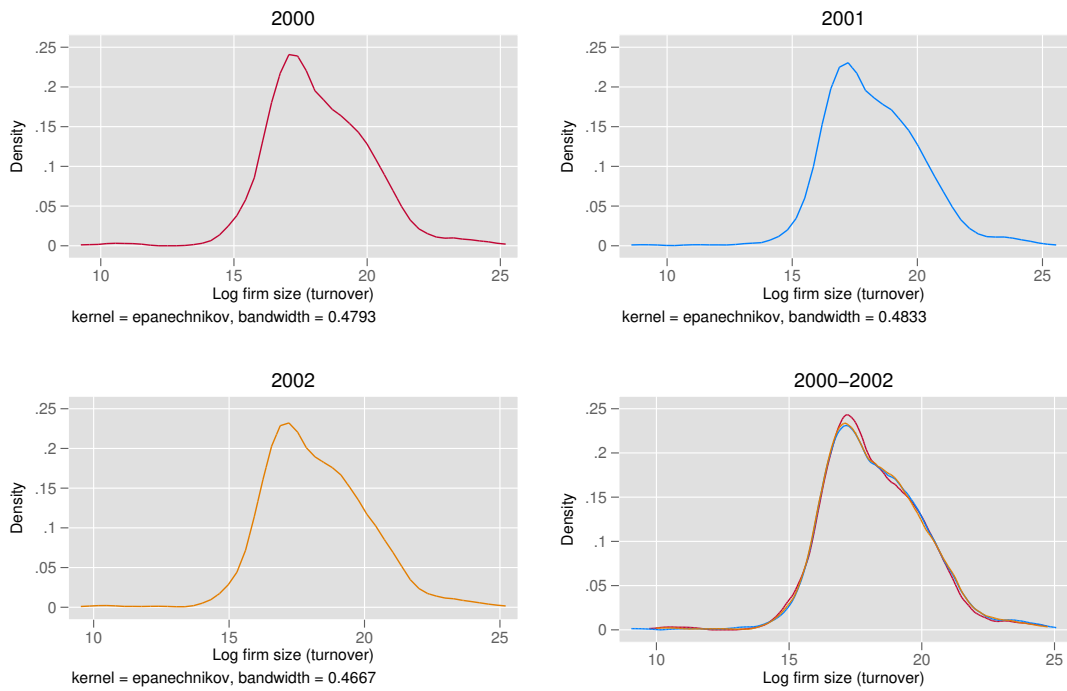 2000
.25
.2
.15
.1
.05
0
Density
10 15 20 25
Log firm size (turnover)
kernel = epanechnikov, bandwidth = 0.4793
2001
.25
.2
.15
.1
.05
0
Density
10 15 20 25
Log firm size (turnover)
kernel = epanechnikov, bandwidth = 0.4833
2002
.25
.2
.15
.1
.05
0
Density
10 15 20 25
Log firm size (turnover)
kernel = epanechnikov, bandwidth = 0.4667
2000−2002
.25
.2
.15
.1
.05
0
Density
10 15 20 25
Log firm size (turnover)